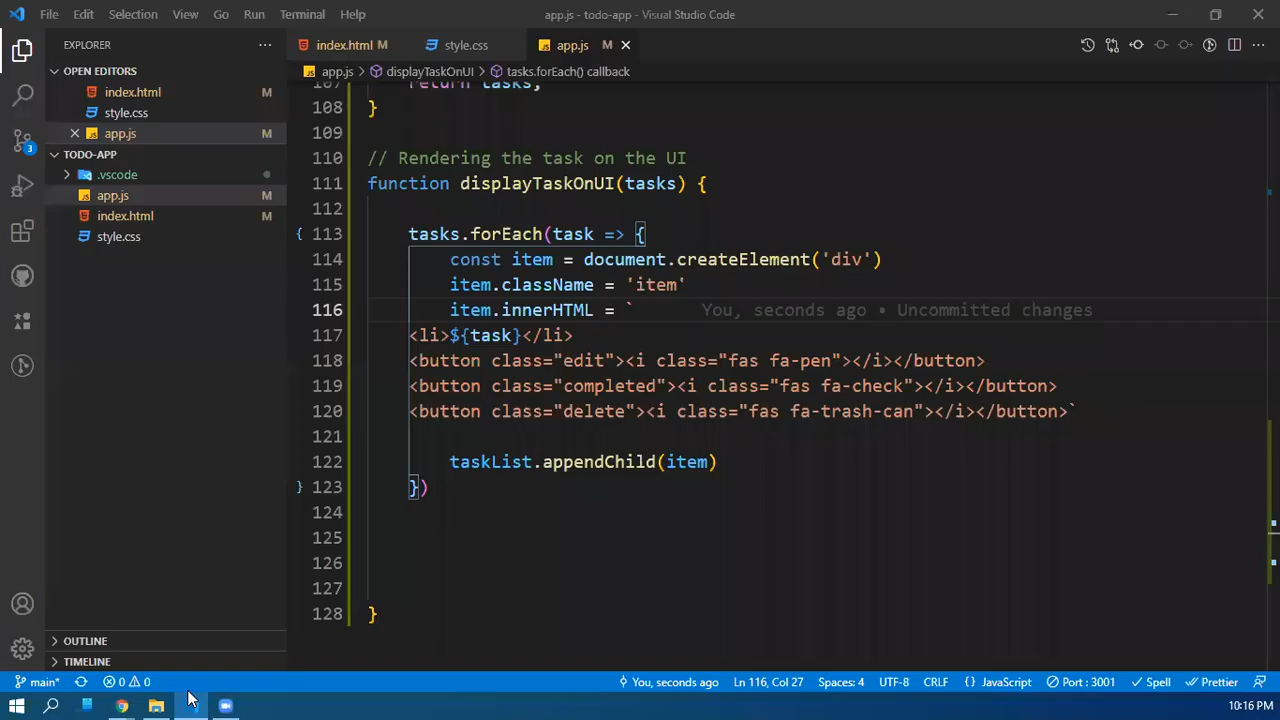 File Edit Selection View Go Run Terminal Help app.js - todo-app - Visual Studio Code
EXPLORER
index.html M style.css app.js M
OPEN EDITORS
app.js > displayTaskOnUI > tasks.forEach() callback
index.html M
style.css
app.js M
TODO-APP
.vscode
app.js M
index.html M
style.css
3
107 return tasks;
108 }
109
110 // Rendering the task on the UI
111 function displayTaskOnUI(tasks) {
112
113 tasks.forEach(task => {
114 const item = document.createElement('div')
115 item.className = 'item'
116 item.innerHTML = ` You, seconds ago • Uncommitted changes
117 <li>${task}</li>
118 <button class="edit"><i class="fas fa-pen"></i></button>
119 <button class="completed"><i class="fas fa-check"></i></button>
120 <button class="delete"><i class="fas fa-trash-can"></i></button>`
121
122 taskList.appendChild(item)
123 })
124
125
126
127
128 }
OUTLINE
TIMELINE
main* 0 0 You, seconds ago Ln 116, Col 27 Spaces: 4 UTF-8 CRLF {} JavaScript Port : 3001 Spell Prettier
10:16 PM